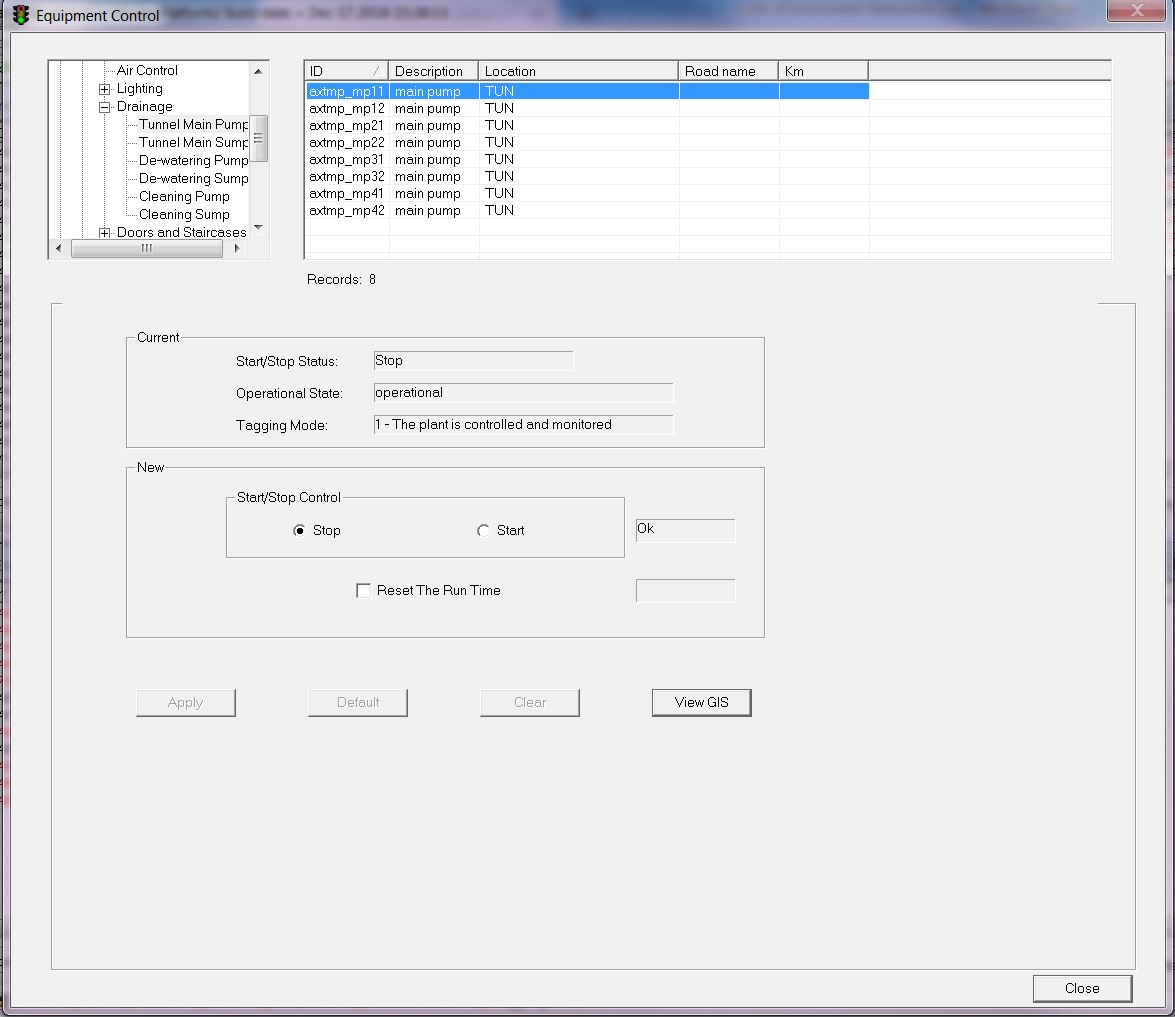 Equipment Control
Air Control
Lighting
Drainage
Tunnel Main Pump
Tunnel Main Sump
De-watering Pump
De-watering Sump
Cleaning Pump
Cleaning Sump
Doors and Staircases
ID Description Location Road name Km
axtmp_mp11 main pump TUN
axtmp_mp12 main pump TUN
axtmp_mp21 main pump TUN
axtmp_mp22 main pump TUN
axtmp_mp31 main pump TUN
axtmp_mp32 main pump TUN
axtmp_mp41 main pump TUN
axtmp_mp42 main pump TUN
Records: 8
Current
Start/Stop Status: Stop
Operational State: operational
Tagging Mode: 1 - The plant is controlled and monitored
New
Start/Stop Control
Stop Start Ok
Reset The Run Time
Apply Default Clear View GIS
Close